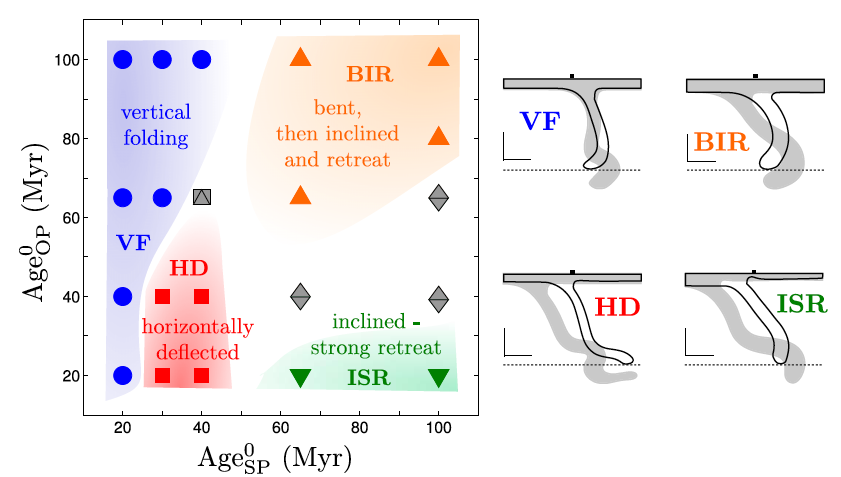 100
80
60
40
20
20
40
60
80
100
Age⁰OP (Myr)
Age⁰SP (Myr)
vertical
folding
VF
BIR
bent,
then inclined
and retreat
HD
horizontally
deflected
inclined -
strong retreat
ISR
VF
BIR
HD
ISR